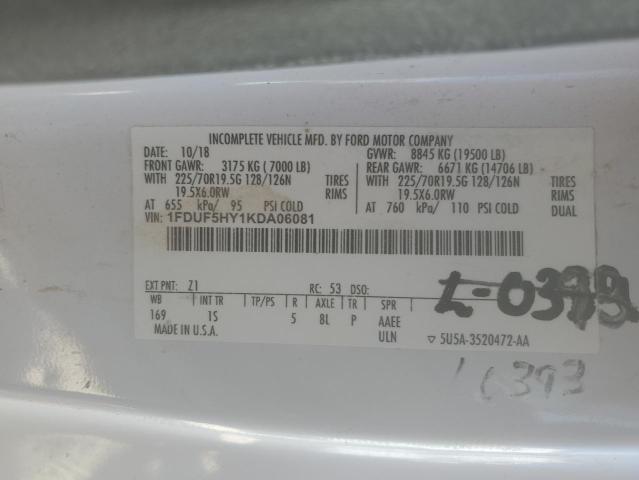 INCOMPLETE VEHICLE MFD. BY FORD MOTOR COMPANY
DATE: 10/18 GVWR: 8845 KG (19500 LB)
FRONT GAWR: 3175 KG (7000 LB) REAR GAWR: 6671 KG (14706 LB)
WITH 225/70R19.5G 128/126N TIRES WITH 225/70R19.5G 128/126N TIRES
19.5X6.0RW RIMS 19.5X6.0RW RIMS
AT 655 kPa/ 95 PSI COLD AT 760 kPa/ 110 PSI COLD DUAL
VIN: 1FDUF5HY1KDA06081
EXT PNT: Z1 RC: 53 DSO:
WB INT TR TP/PS R AXLE TR SPR
169 1S 5 8L P AAEE
MADE IN U.S.A. ULN 5U5A-3520472-AA